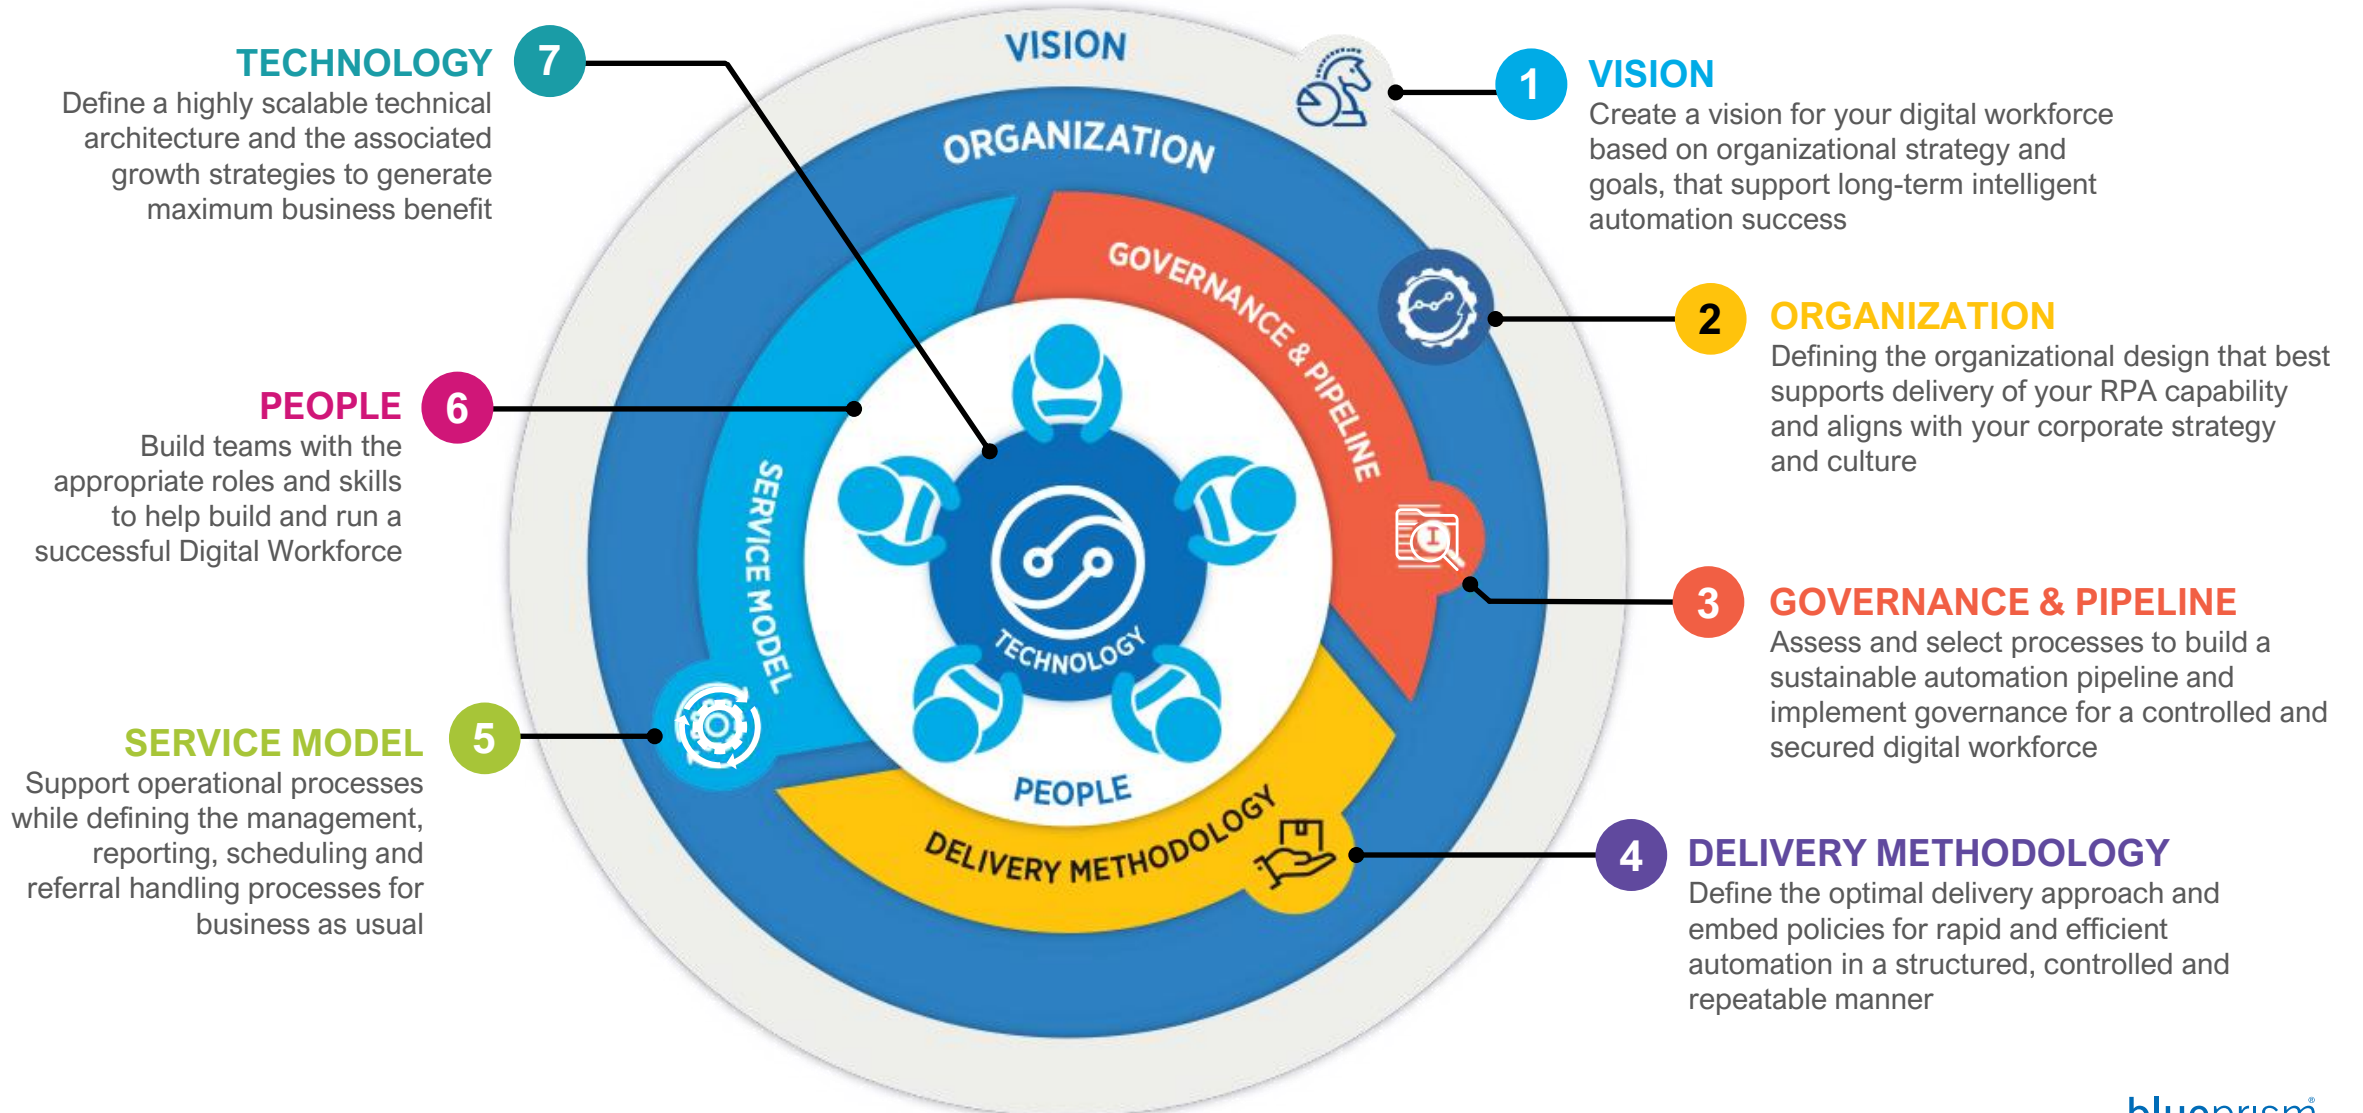 7
TECHNOLOGY
Define a highly scalable technical
architecture and the associated
growth strategies to generate
maximum business benefit
6
PEOPLE
Build teams with the
appropriate roles and skills
to help build and run a
successful Digital Workforce
5
SERVICE MODEL
Support operational processes
while defining the management,
reporting, scheduling and
referral handling processes for
business as usual
VISION
ORGANIZATION
GOVERNANCE & PIPELINE
SERVICE MODEL
TECHNOLOGY
PEOPLE
DELIVERY METHODOLOGY
1
VISION
Create a vision for your digital workforce
based on organizational strategy and
goals, that support long-term intelligent
automation success
2
ORGANIZATION
Defining the organizational design that best
supports delivery of your RPA capability
and aligns with your corporate strategy
and culture
3
GOVERNANCE & PIPELINE
Assess and select processes to build a
sustainable automation pipeline and
implement governance for a controlled and
secured digital workforce
4
DELIVERY METHODOLOGY
Define the optimal delivery approach and
embed policies for rapid and efficient
automation in a structured, controlled and
repeatable manner
blueprism®